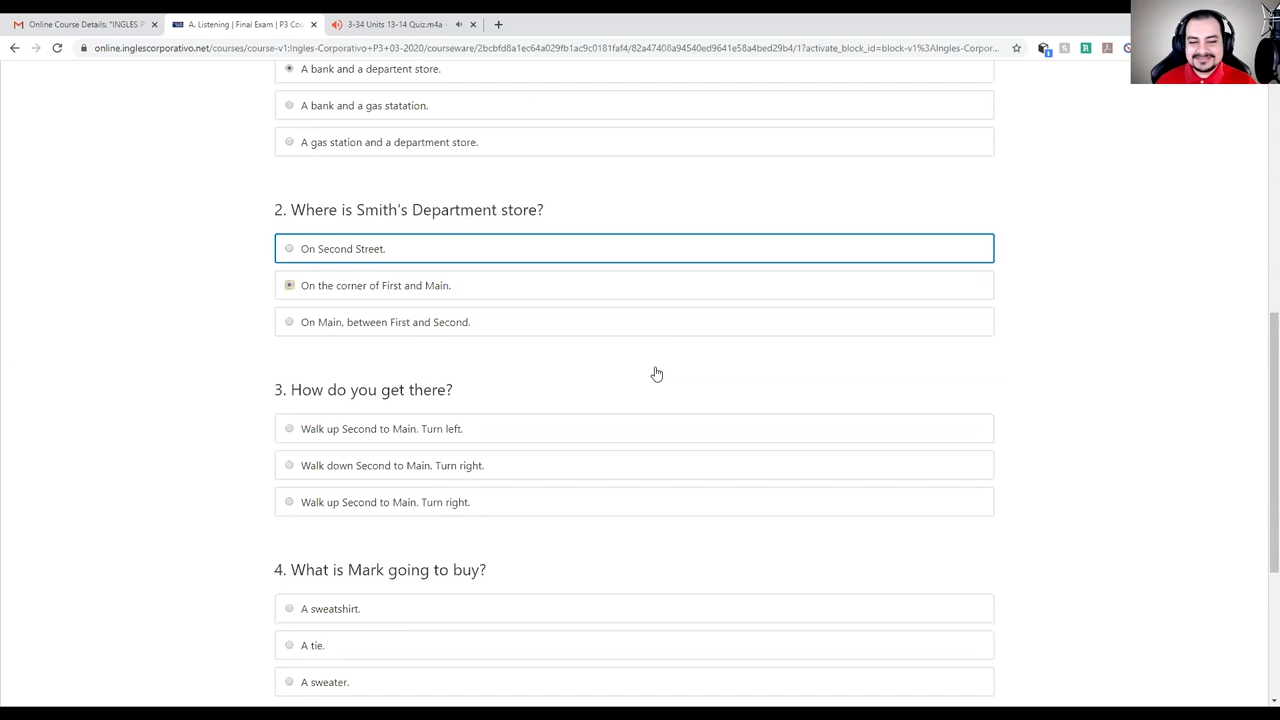 Online Course Details: "INGLES P
A. Listening | Final Exam | P3 Cou
3-34 Units 13-14 Quiz.m4a
online.inglescorporativo.net/courses/course-v1:Ingles-Corporativo+P3+03-2020/courseware/2bcbfd8a1ec64a029fb1ac9c0181faf4/82a47408a94540ed9641e58a4bed29b4/1?activate_block_id=block-v1%3AIngles-Corpor...
A bank and a departent store.
A bank and a gas statation.
A gas station and a department store.
2. Where is Smith's Department store?
On Second Street.
On the corner of First and Main.
On Main, between First and Second.
3. How do you get there?
Walk up Second to Main. Turn left.
Walk down Second to Main. Turn right.
Walk up Second to Main. Turn right.
4. What is Mark going to buy?
A sweatshirt.
A tie.
A sweater.